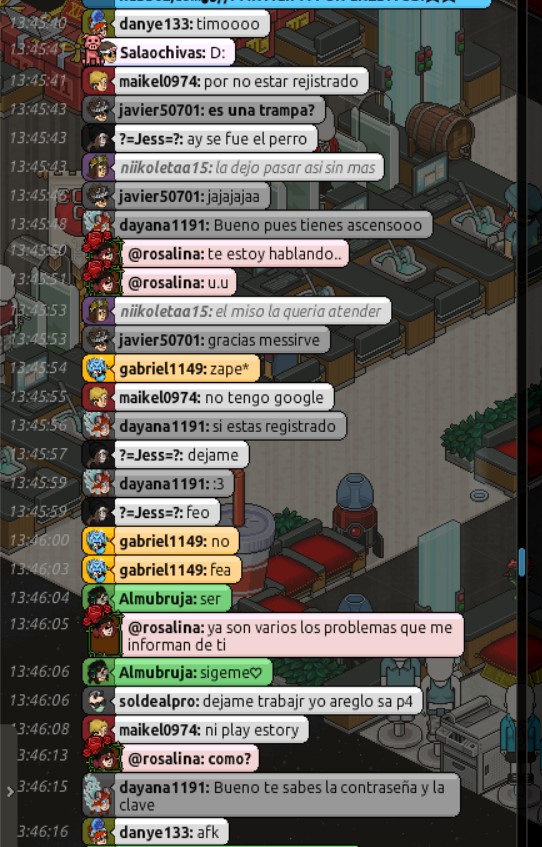 13:45:40 danye133: timoooo
13:45:41 Salaochivas: D:
13:45:41 maikel0974: por no estar rejistrado
13:45:43 javier50701: es una trampa?
13:45:43 ?=Jess=?: ay se fue el perro
13:45:43 niikoletaa15: la dejo pasar asi sin mas
13:45:46 javier50701: jajajajaa
13:45:48 dayana1191: Bueno pues tienes ascensooo
13:45:50 @rosalina: te estoy hablando..
13:45:51 @rosalina: u.u
13:45:53 niikoletaa15: el miso la queria atender
13:45:53 javier50701: gracias messirve
13:45:54 gabriel1149: zape*
13:45:55 maikel0974: no tengo google
13:45:56 dayana1191: si estas registrado
13:45:57 ?=Jess=?: dejame
13:45:59 dayana1191: :3
13:45:59 ?=Jess=?: feo
13:46:00 gabriel1149: no
13:46:03 gabriel1149: fea
13:46:04 Almubruja: ser
13:46:05 @rosalina: ya son varios los problemas que me
informan de ti
13:46:06 Almubruja: sigeme♡
13:46:06 soldealpro: dejame trabajr yo areglo sa p4
13:46:08 maikel0974: ni play estory
13:46:13 @rosalina: como?
3:46:15 dayana1191: Bueno te sabes la contraseña y la
clave
3:46:16 danye133: afk